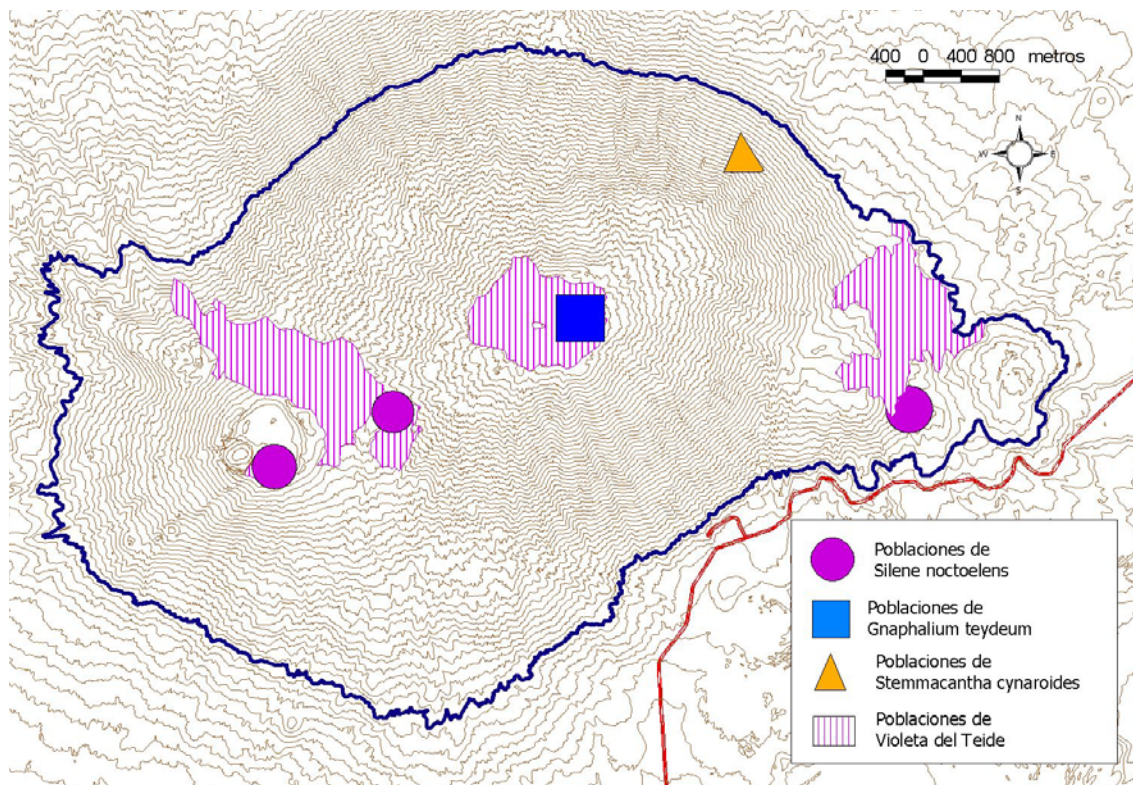 400 0 400 800 metros
N
W E
S
Poblaciones de
Silene noctoelens
Poblaciones de
Gnaphalium teydeum
Poblaciones de
Stemmacantha cynaroides
Poblaciones de
Violeta del Teide